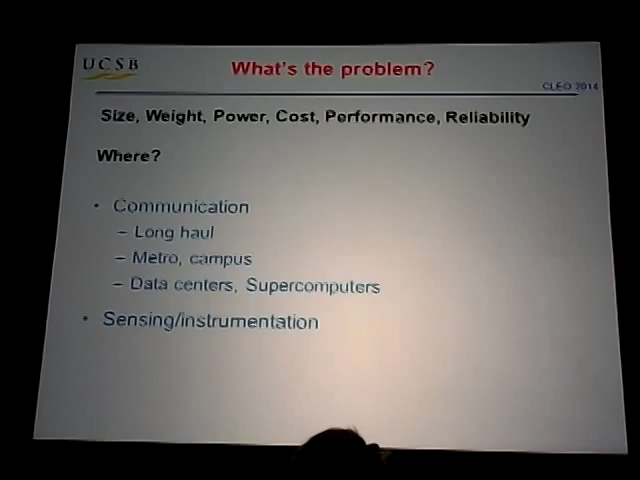 UCSB
What's the problem?
CLEO 2014
Size, Weight, Power, Cost, Performance, Reliability
Where?
• Communication
– Long haul
– Metro, campus
– Data centers, Supercomputers
• Sensing/instrumentation